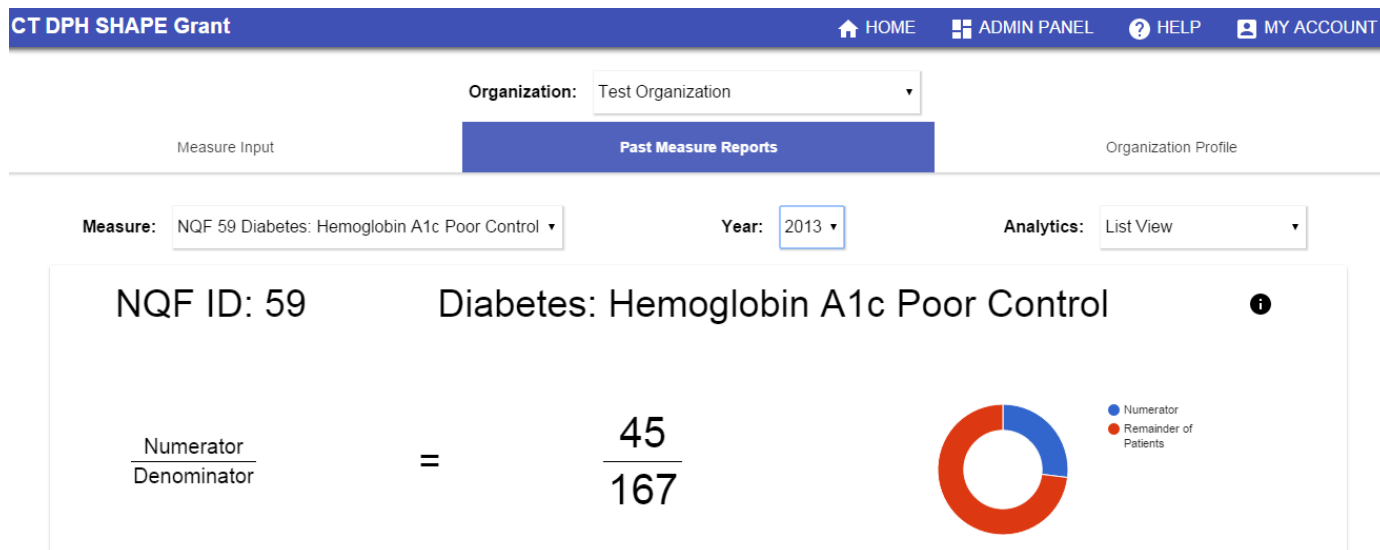 CT DPH SHAPE Grant HOME ADMIN PANEL HELP MY ACCOUNT
Organization: Test Organization
Measure Input Past Measure Reports Organization Profile
Measure: NQF 59 Diabetes: Hemoglobin A1c Poor Control Year: 2013 Analytics: List View
NQF ID: 59 Diabetes: Hemoglobin A1c Poor Control
Numerator
Denominator
=
45
167
Numerator
Remainder of
Patients